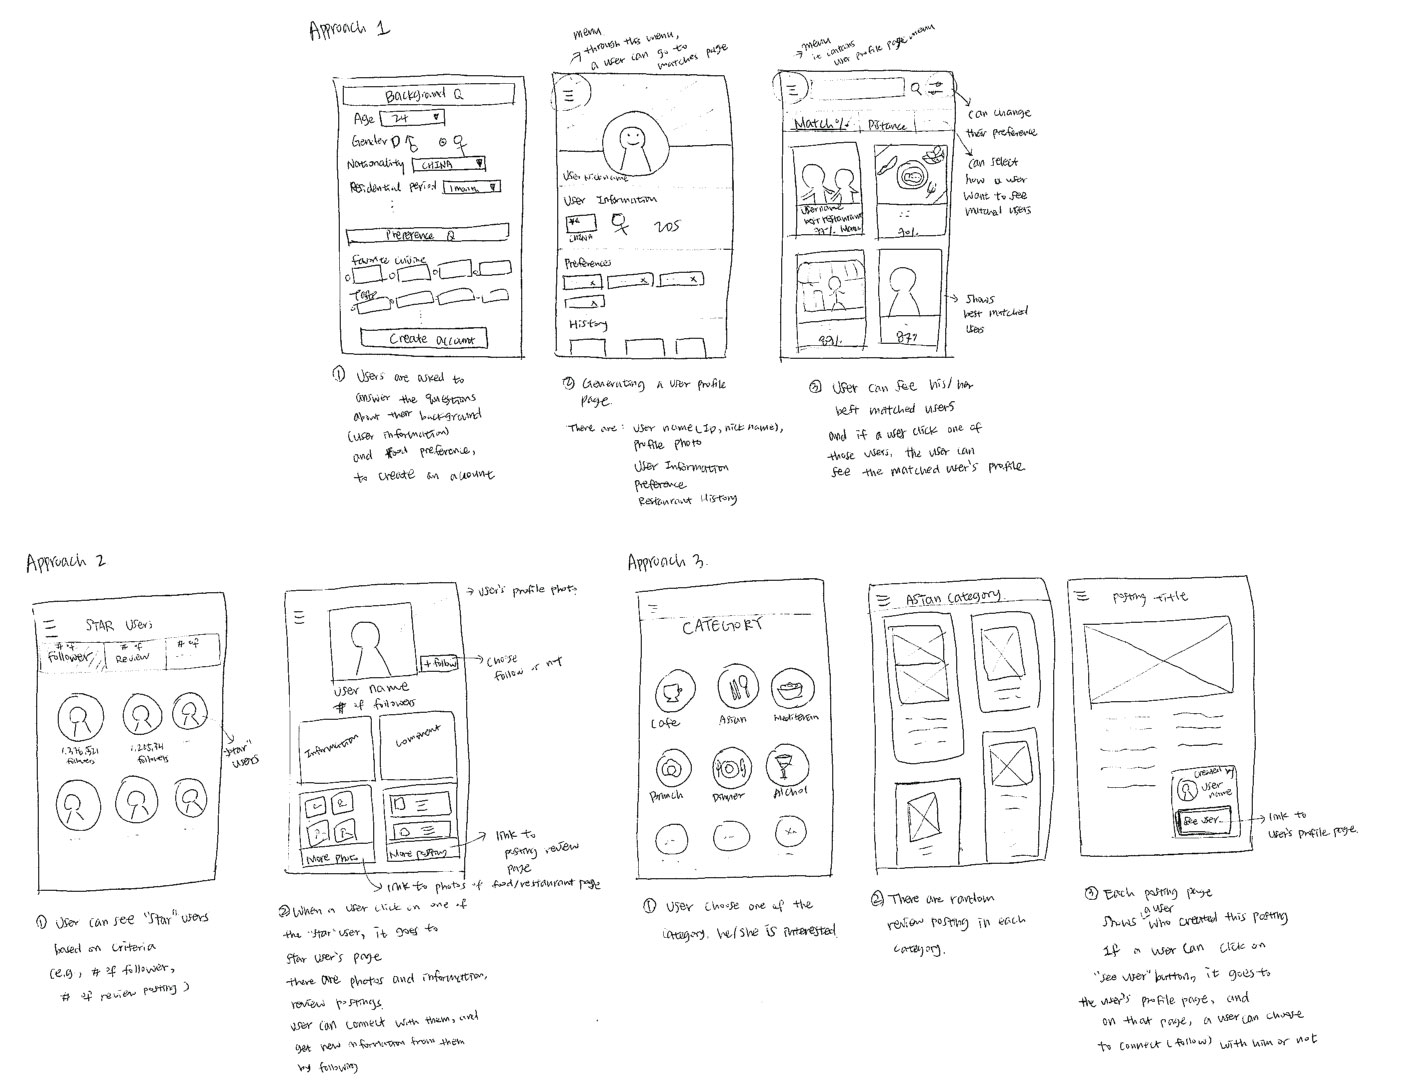 Approach 1
Background Q
Age 24
Gender
Nationality CHINA
Residential period 1 month
Preference Q
Favorite cuisine
Taste
Create account
① Users are asked to
answer the questions
about their background
(user information)
and food preference,
to create an account
menu
through this menu,
a user can go to
matches page
User Nickname
User Information
CHINA
20s
Preferences
History
② Generating a user profile
page.
There are : User name (ID, nick name),
profile photo
User Information
preference
Restaurant History
menu
it contains
user profile page menu
Match%
Distance
Username
best restaurant
77% Match
70%
89%
87%
can change
their preference
can select
how a user
want to see
matched users
shows
best matched
users
③ User can see his/her
best matched users
and if a user click one of
those users, the user can
see the matched user's profile
Approach 2
STAR Users
# of
follower
# of
Review
# of
followers
followers
"star"
users
① User can see "star" users
based on criteria
(e.g, # of follower,
# of review posting)
user's profile photo
+ follow
choose
follow or not
User name
# of followers
Information
Comment
More photo
More posting
link to
posting review
page
link to photos of food/restaurant page
② When a user click on one of
the "star" user, it goes to
star user's page
there are photos and information,
review postings
user can connect with them, and
get new information from them
by following
Approach 3.
CATEGORY
Cafe
Asian
Brunch
Dinner
Alchol
① User choose one of the
category he/she is interested.
Asian Category.
② There are random
review posting in each
category.
Posting title
created by
User
name
See user..
link to
user's profile page.
③ Each posting page
shows a user who created this posting
If a user can click on
"see user" button, it goes to
the user's profile page, and
on that page, a user can choose
to connect (follow) with him or not